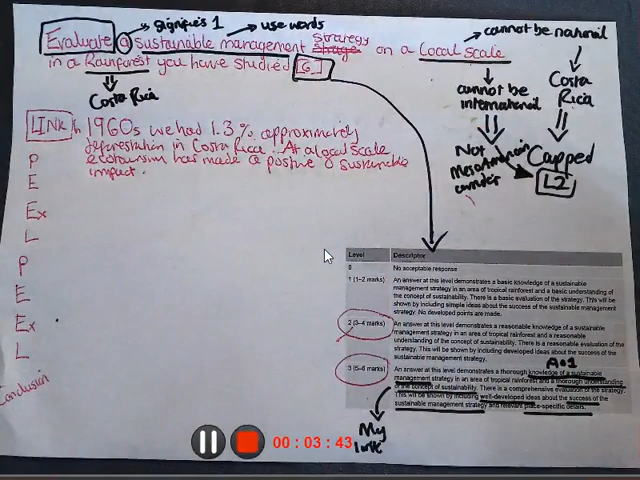 Signifies 1
use words
cannot be national
Evaluate a sustainable management strategy on a local scale
in a Rainforest you have studied [6]
Costa Rica
cannot be international
Costa Rica
Not Mesoamerican
Capped L2
LINK In 1960s we had 1.3% approximately
deforestation in Costa Rica. At a local scale
ecotourism has made a postive & sustainable
impact.
P
E
Ex
L
P
E
Ex
L
Conclusion
Level Descriptor
0 No acceptable response
1 (1–2 marks) An answer at this level demonstrates a basic knowledge of a sustainable
management strategy in an area of tropical rainforest and a basic understanding of
the concept of sustainability. There is a basic evaluation of the strategy. This will be
shown by including simple ideas about the success of the sustainable management
strategy. No developed points are made.
2 (3–4 marks) An answer at this level demonstrates a reasonable knowledge of a sustainable
management strategy in an area of tropical rainforest and a reasonable
understanding of the concept of sustainability. There is a reasonable evaluation of the
strategy. This will be shown by including developed ideas about the success of the
sustainable management strategy.
AO1
3 (5–6 marks) An answer at this level demonstrates a thorough knowledge of a sustainable
management strategy in an area of tropical rainforest and a thorough understanding
of the concept of sustainability. There is a comprehensive evaluation of the strategy.
This will be shown by including well-developed ideas about the success of the
sustainable management strategy and relevant place-specific details.
My link
00:03:43